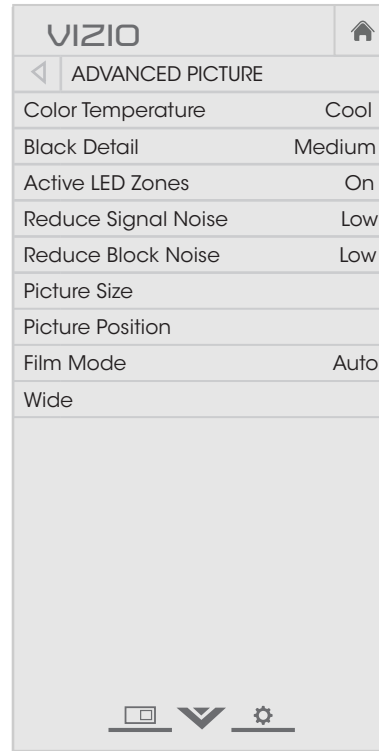 VIZIO
ADVANCED PICTURE
Color Temperature Cool
Black Detail Medium
Active LED Zones On
Reduce Signal Noise Low
Reduce Block Noise Low
Picture Size
Picture Position
Film Mode Auto
Wide